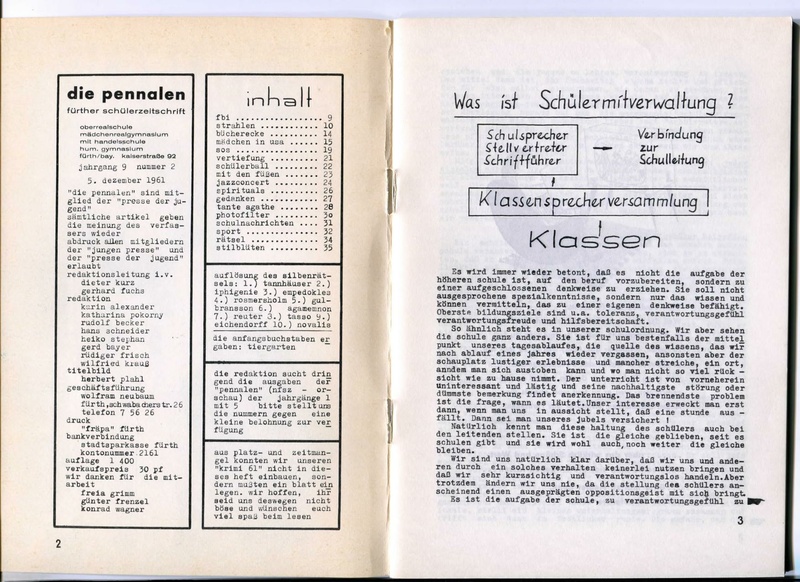 die pennalen
fürther schülerzeitschrift
oberrealschule
mädchenrealgymnasium
mit handelsschule
hum. gymnasium
fürth/bay. kaiserstraße 92
jahrgang 9 nummer 2
5. dezember 1961
"die pennalen" sind mit-
glied der "presse der ju-
gend"
sämtliche artikel geben
die meinung des verfas-
sers wieder
abdruck allen mitgliedern
der "jungen presse" und
der "presse der jugend"
erlaubt
redaktionsleitung i.v.
dieter kurz
gerhard fuchs
redaktion
karin alexander
katharina pokorny
rudolf becker
hans schneider
heiko stephan
gerd bayer
rüdiger frisch
wilfried krauß
titelbild
herbert plahl
geschäftsführung
wolfram neubaun
fürth,schwabacherstr.26
telefon 7 56 26
druck
"fräpa" fürth
bankverbindung
stadtsparkasse fürth
kontonummer 2161
auflage 1 400
verkaufspreis 30 pf
wir danken für die mit-
arbeit
freia grimm
günter frenzel
konrad wagner
2
inhalt
fbi ................. 9
strahlen ........... 10
bücherecke ......... 14
mädchen in usa ..... 15
sos ................ 19
vertiefung ......... 21
schülerball ........ 22
mit den füßen ...... 23
jazzconcert ........ 24
spirituals ......... 26
gedanken ........... 27
tante agathe ....... 28
photofilter ........ 30
schulnachrichten ... 31
sport .............. 32
rätsel ............. 34
stilblüten ......... 35
auflösung des silbenrät-
sels: 1.) tannhäuser 2.)
iphigenie 3.) empedokles
4.) rosmersholm 5.) gul-
bransson 6.) agamemnon
7.) reuter 8.) tasso 9.)
eichendorff 10.) novalis
die anfangsbuchstaben er
gaben: tiergarten
die redaktion sucht drin
gend die ausgaben der
"pennalen" (nfsz - or-
schau) der jahrgänge 1
mit 5 bitte stellt uns
die nummern gegen eine
kleine belohnung zur ver
fügung
aus platz- und zeitman-
gel konnten wir unseren
"krimi 61" nicht in die-
ses heft einbauen, son-
dern mußten ein blatt ein
legen. wir hoffen, ihr
seid uns deswegen nicht
böse und wünschen euch
viel spaß beim lesen
Was ist Schülermitverwaltung ?
Schulsprecher
Stellvertreter
Schriftführer
Verbindung
zur
Schulleitung
Klassensprecherversammlung
Klassen
Es wird immer wieder betont, daß es nicht die aufgabe der
höheren schule ist, auf den beruf vorzubereiten, sondern zu
einer aufgeschlossenen denkweise zu erziehen. Sie soll nicht
ausgesprochene spezialkenntnisse, sondern nur das wissen und
können vermitteln, das zu einer eigenen denkweise befähigt.
Oberste bildungsziele sind u.a. toleranz, verantwortungsgefühl
verantwortungsfreude und hilfsbereitschaft.
So ähnlich steht es in unserer schulordnung. Wir aber sehen
die schule ganz anders. Sie ist für uns bestenfalls der mittel
punkt unseres tagesablaufes, die quelle des wissens, das wir
nach ablauf eines jahres wieder vergassen, ansonsten aber der
schauplatz lustiger erlebnisse und mancher streiche, ein ort,
anndem man sich austoben kann und wo man nicht so viel rück -
sicht wie zu hause nimmt. Der unterricht ist von vorneherein
uninteressant und lästig und seine nachhaltigste störung oder
dümmste bemerkung findet anerkennung. Das brennendste problem
ist die frage, wann es läutet.Unser interesse erweckt man erst
dann, wenn man uns in aussicht stellt, daß eine stunde aus -
fällt. Dann sei man unseres jubels versichert !
Natürlich kennt man diese haltung des schülers auch bei
den leitenden stellen. Sie ist die gleiche geblieben, seit es
schulen gibt und sie wird wohl auch noch weiter die gleiche
bleiben.
Wir sind uns natürlich klar darüber, daß wir uns und ande-
ren durch ein solches verhalten keinerlei nutzen bringen und
daß wir sehr kurzsichtig und verantwortungslos handeln.Aber
trotzdem ändern wir uns nie, da die stellung des schülers an-
scheinend einen ausgeprägten oppositionsgeist mit sich bringt.
Es ist die aufgabe der schule, zu verantwortungsgefühl zu
3